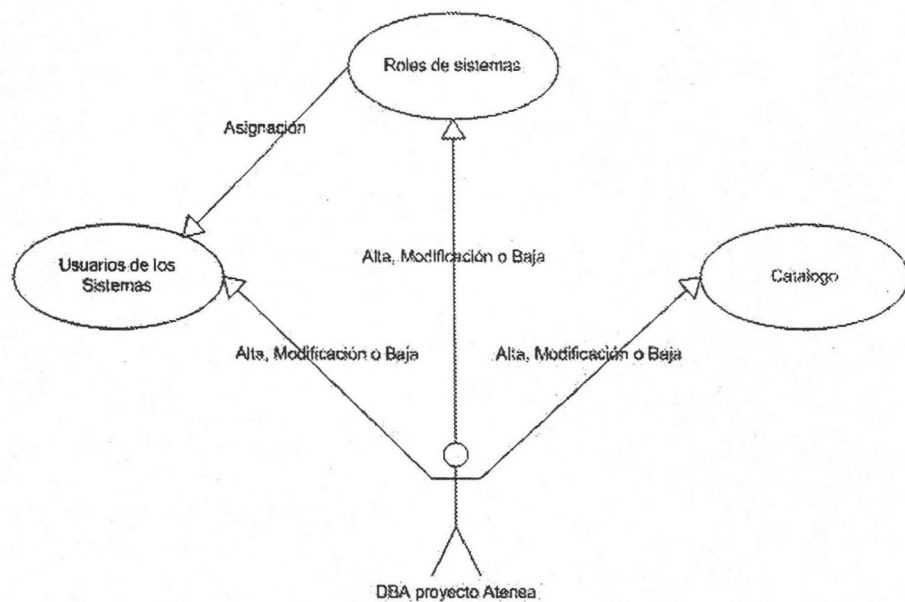 Roles de sistemas
Asignación
Alta, Modificación o Baja
Usuarios de los
Sistemas
Catalogo
Alta, Modificación o Baja
Alta, Modificación o Baja
DBA proyecto Atenea